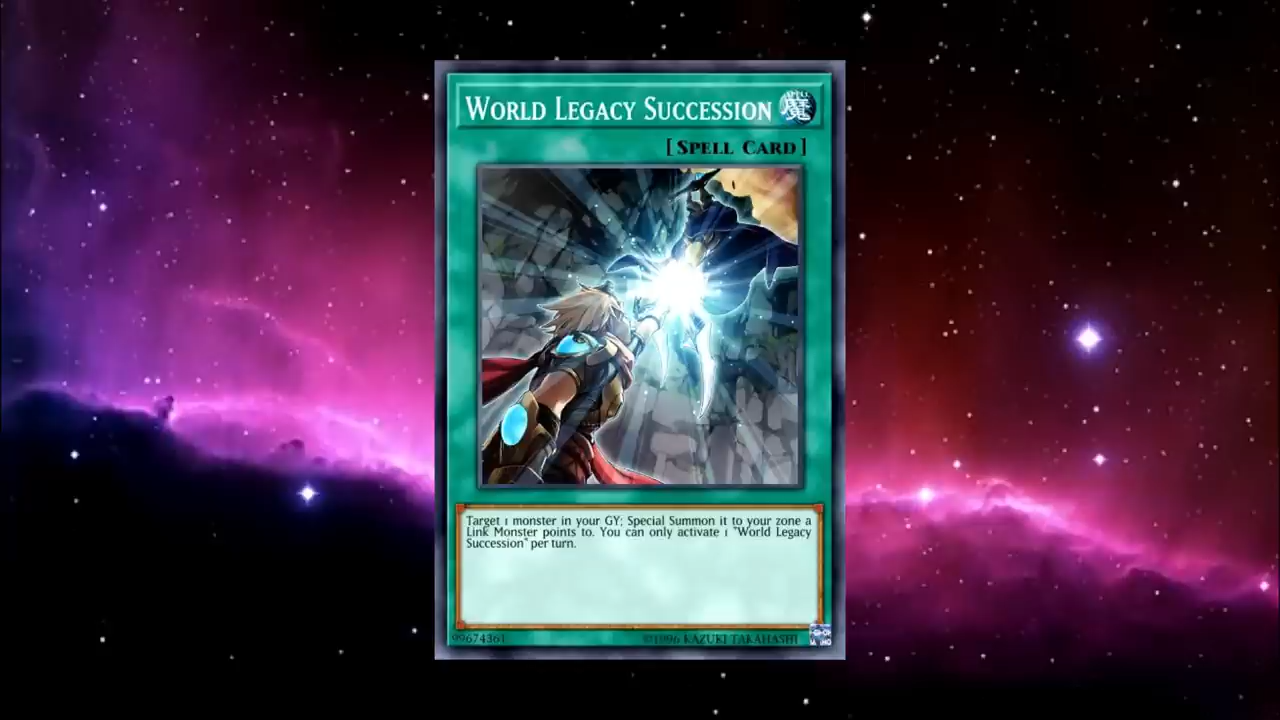 WORLD LEGACY SUCCESSION 魔
[SPELL CARD]
Target 1 monster in your GY; Special Summon it to your zone a
Link Monster points to. You can only activate 1 "World Legacy
Succession" per turn.
99674361 ©1996 KAZUKI TAKAHASHI